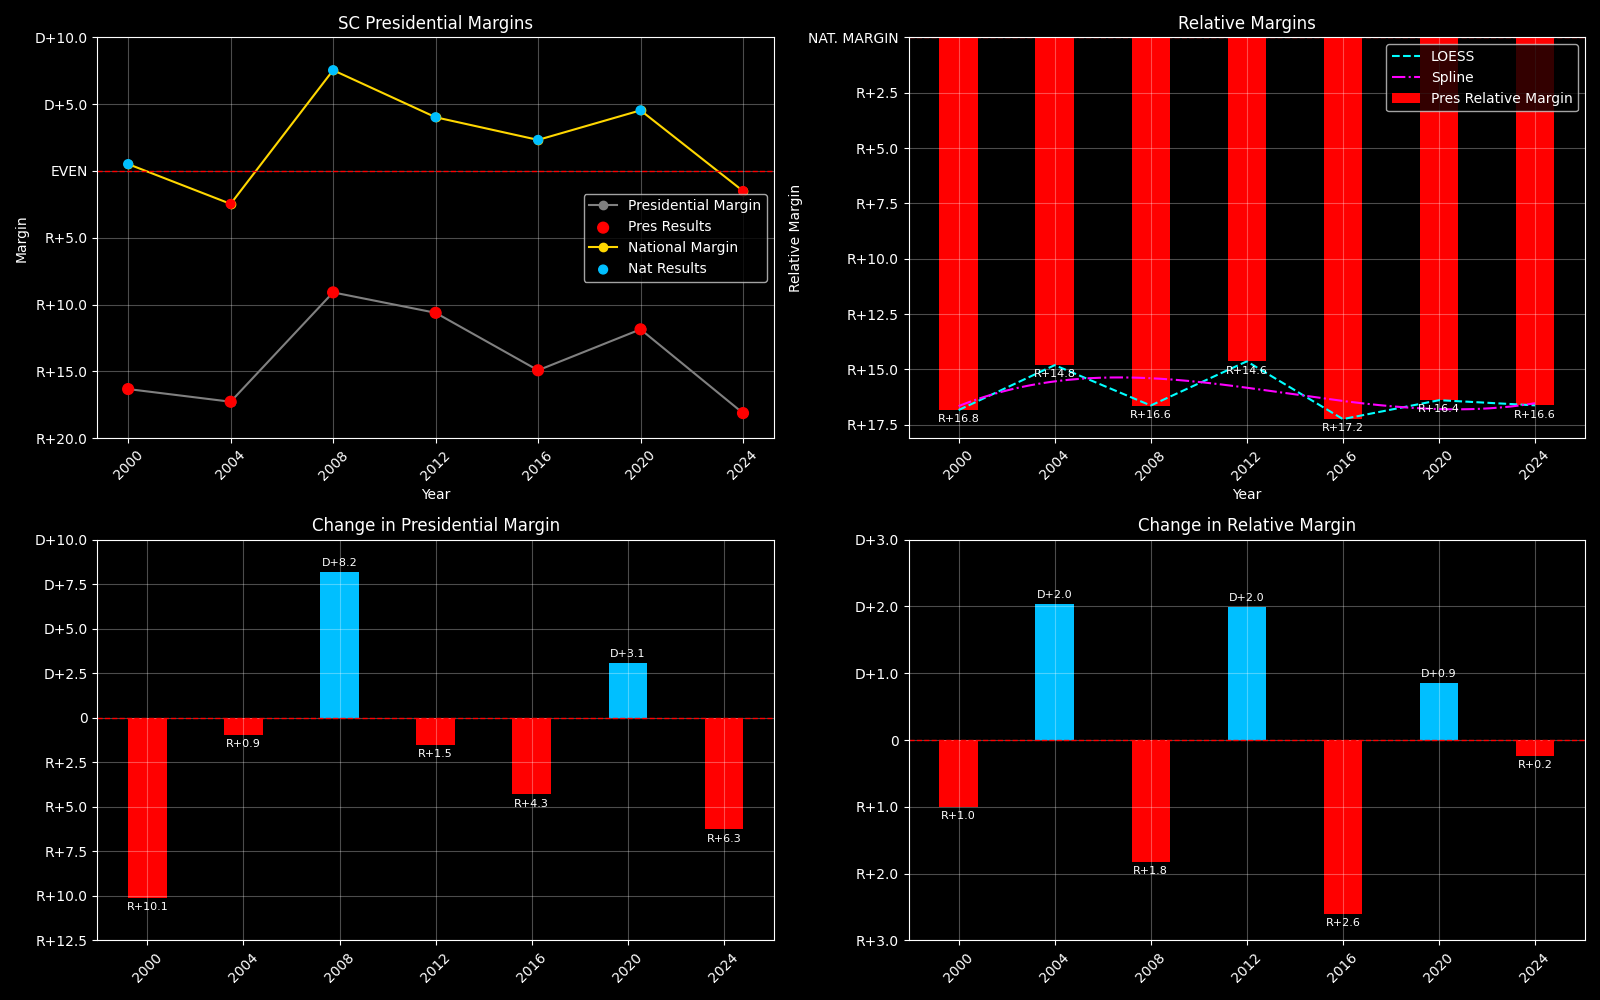 SC Presidential Margins
D+10.0
D+5.0
EVEN
R+5.0
R+10.0
R+15.0
R+20.0
Margin
Presidential Margin
Pres Results
National Margin
Nat Results
2000
2004
2008
2012
2016
2020
2024
Year
Relative Margins
NAT. MARGIN
R+2.5
R+5.0
R+7.5
R+10.0
R+12.5
R+15.0
R+17.5
Relative Margin
LOESS
Spline
Pres Relative Margin
R+16.8
R+14.8
R+16.6
R+14.6
R+17.2
R+16.4
R+16.6
2000
2004
2008
2012
2016
2020
2024
Year
Change in Presidential Margin
D+10.0
D+7.5
D+5.0
D+2.5
0
R+2.5
R+5.0
R+7.5
R+10.0
R+12.5
R+10.1
R+0.9
D+8.2
R+1.5
R+4.3
D+3.1
R+6.3
2000
2004
2008
2012
2016
2020
2024
Change in Relative Margin
D+3.0
D+2.0
D+1.0
0
R+1.0
R+2.0
R+3.0
R+1.0
D+2.0
R+1.8
D+2.0
R+2.6
D+0.9
R+0.2
2000
2004
2008
2012
2016
2020
2024